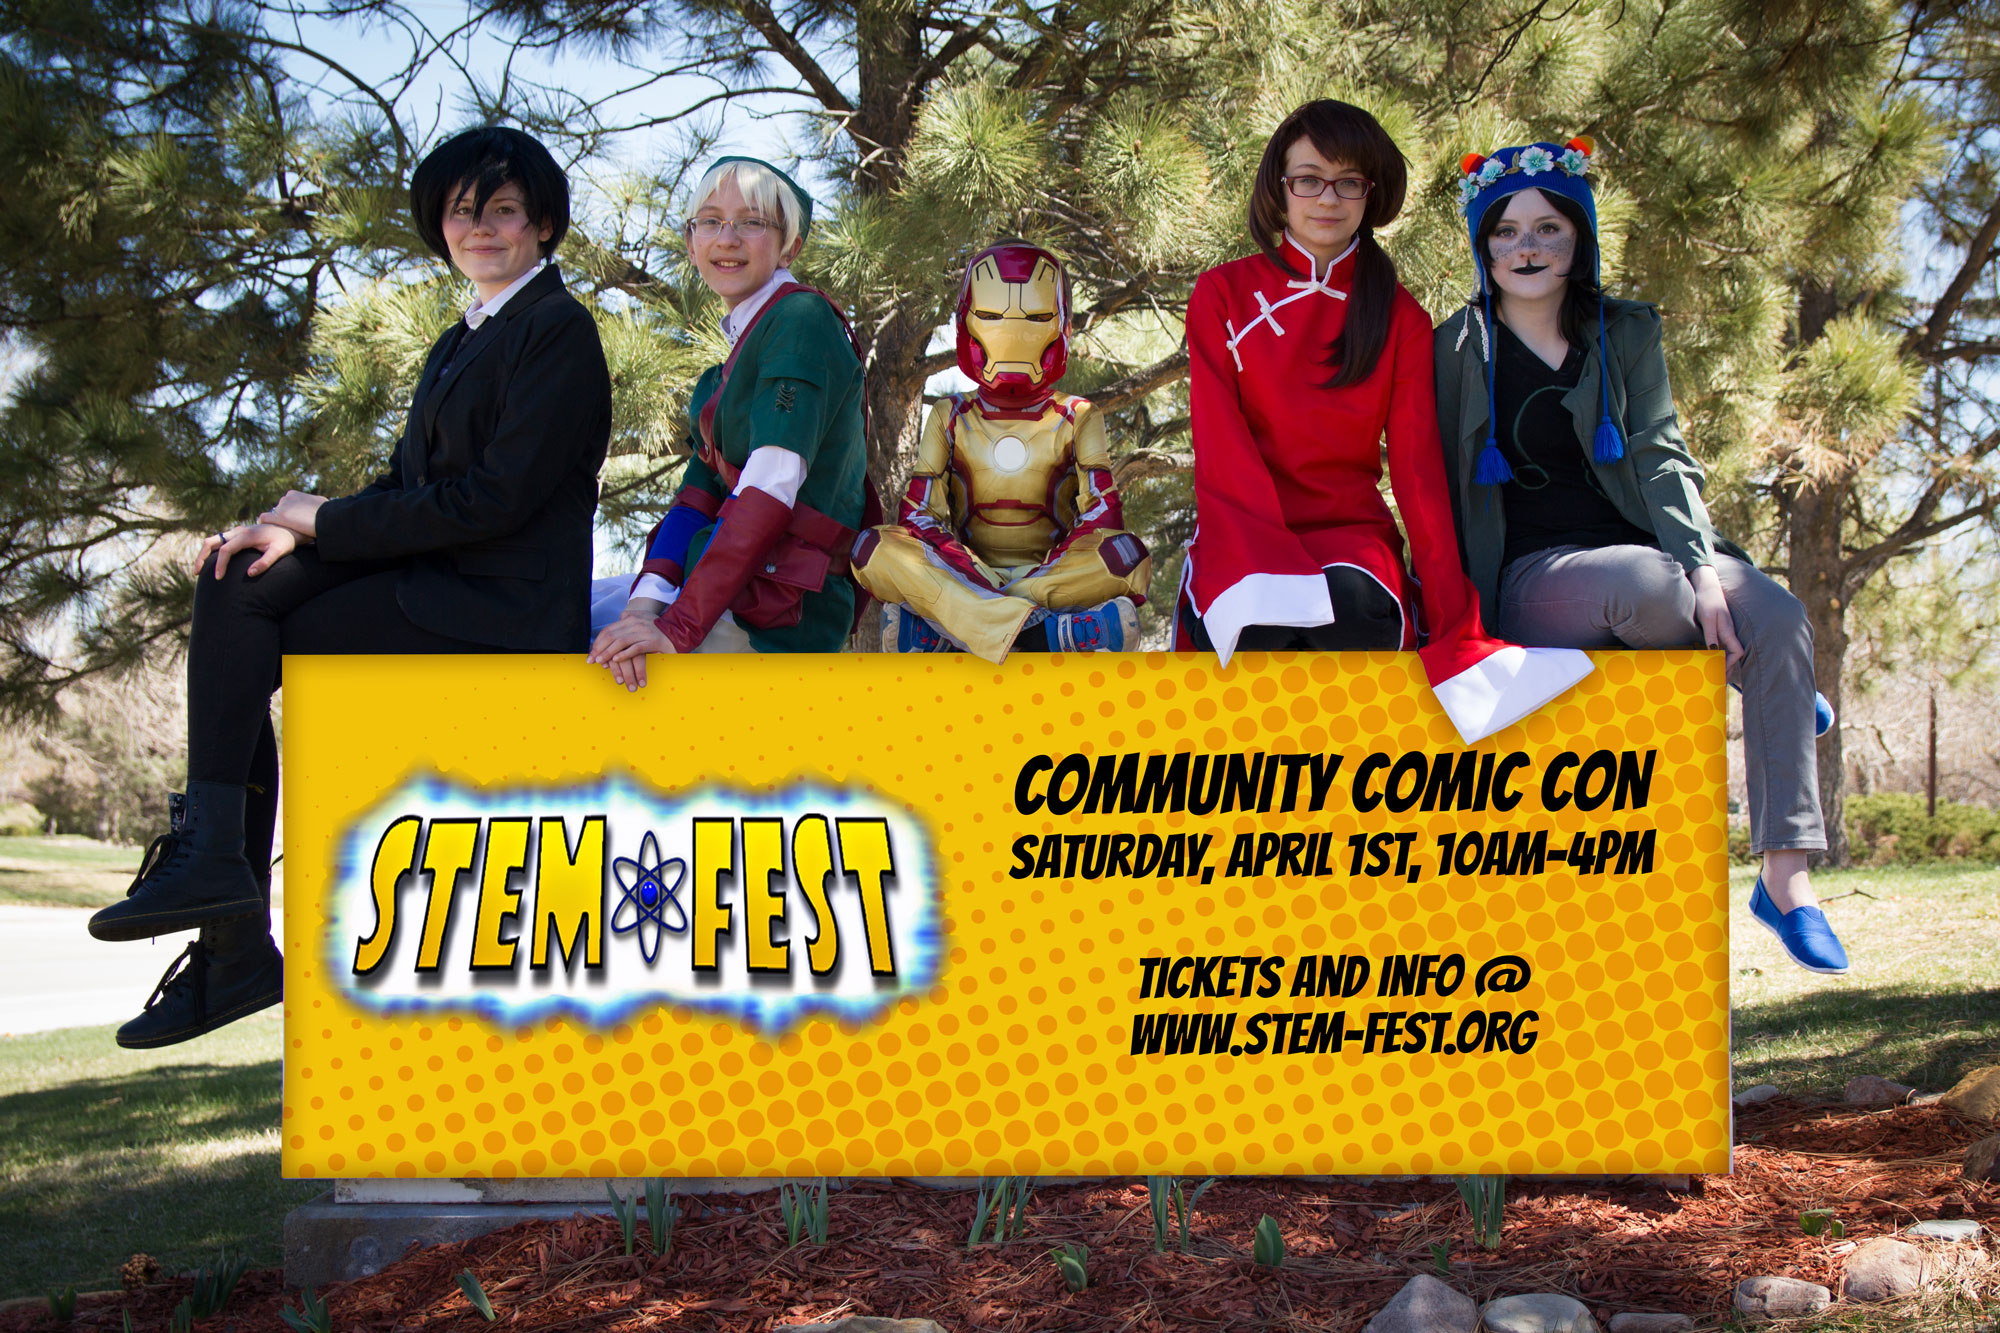 STEM FEST
COMMUNITY COMIC CON
SATURDAY, APRIL 1ST, 10AM-4PM
TICKETS AND INFO @
WWW.STEM-FEST.ORG